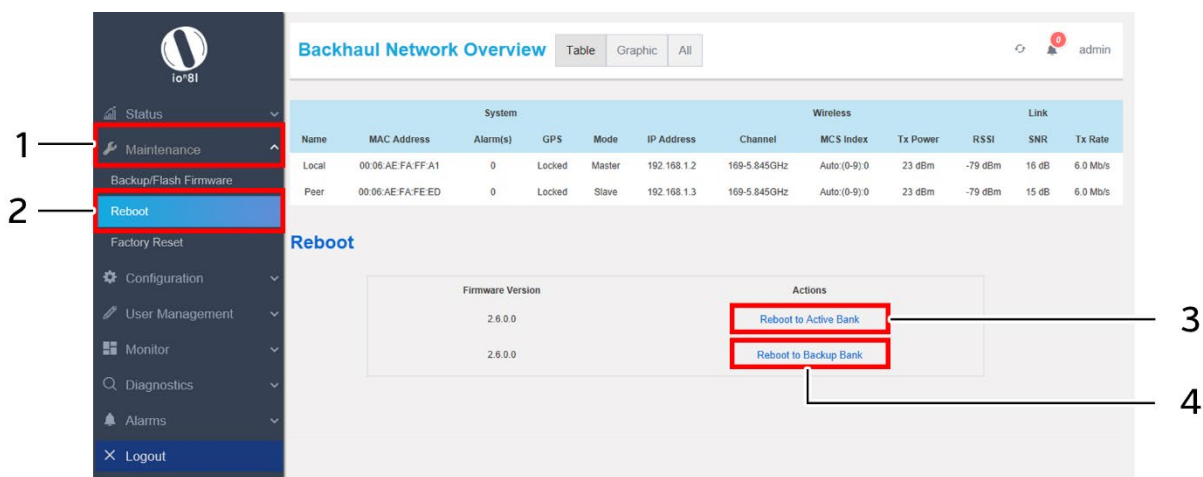 io^n8I
Status
1
Maintenance
Backup/Flash Firmware
2
Reboot
Factory Reset
Configuration
User Management
Monitor
Diagnostics
Alarms
Logout
Backhaul Network Overview Table Graphic All 0 admin
System Wireless Link
Name MAC Address Alarm(s) GPS Mode IP Address Channel MCS Index Tx Power RSSI SNR Tx Rate
Local 00:06:AE:FA:FF:A1 0 Locked Master 192.168.1.2 169-5.845GHz Auto:(0-9):0 23 dBm -79 dBm 16 dB 6.0 Mb/s
Peer 00:06:AE:FA:FE:ED 0 Locked Slave 192.168.1.3 169-5.845GHz Auto:(0-9):0 23 dBm -79 dBm 15 dB 6.0 Mb/s
Reboot
Firmware Version Actions
2.6.0.0 Reboot to Active Bank 3
2.6.0.0 Reboot to Backup Bank
4